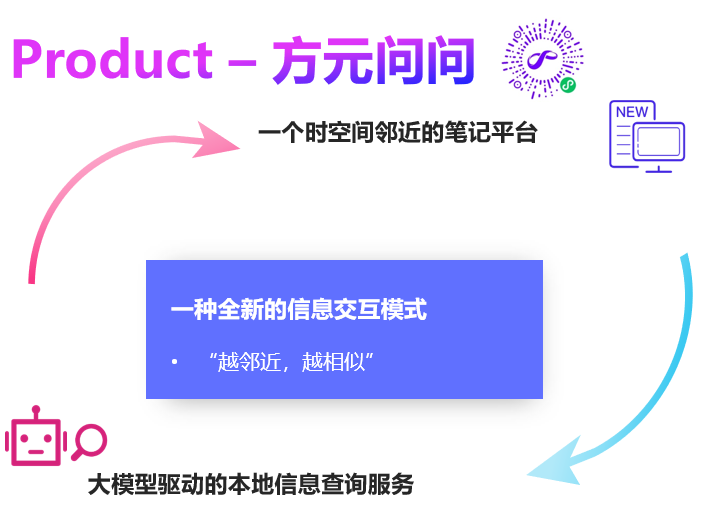 Product – 方元问问
一个时空间邻近的笔记平台
NEW
一种全新的信息交互模式
• “越邻近，越相似“
大模型驱动的本地信息查询服务